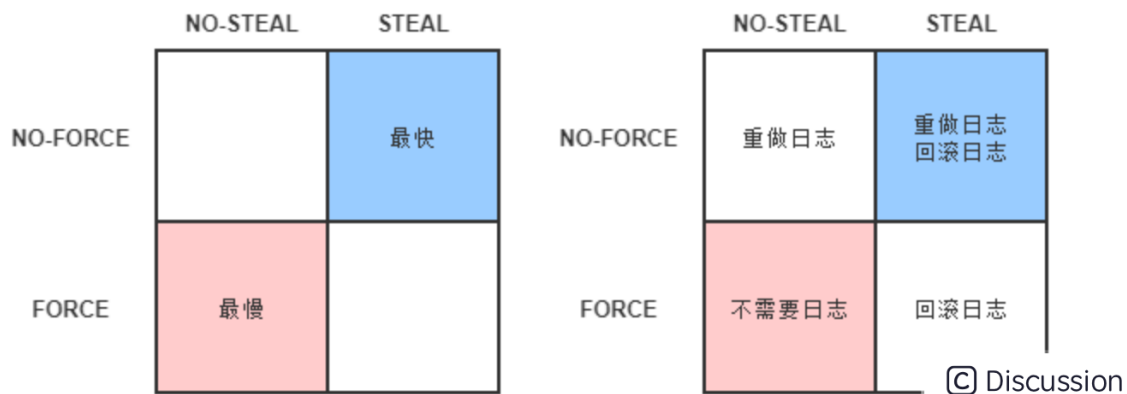 NO-STEAL STEAL
NO-FORCE 最快
FORCE 最慢
NO-STEAL STEAL
NO-FORCE 重做日志 重做日志
回滚日志
FORCE 不需要日志 回滚日志
C Discussion